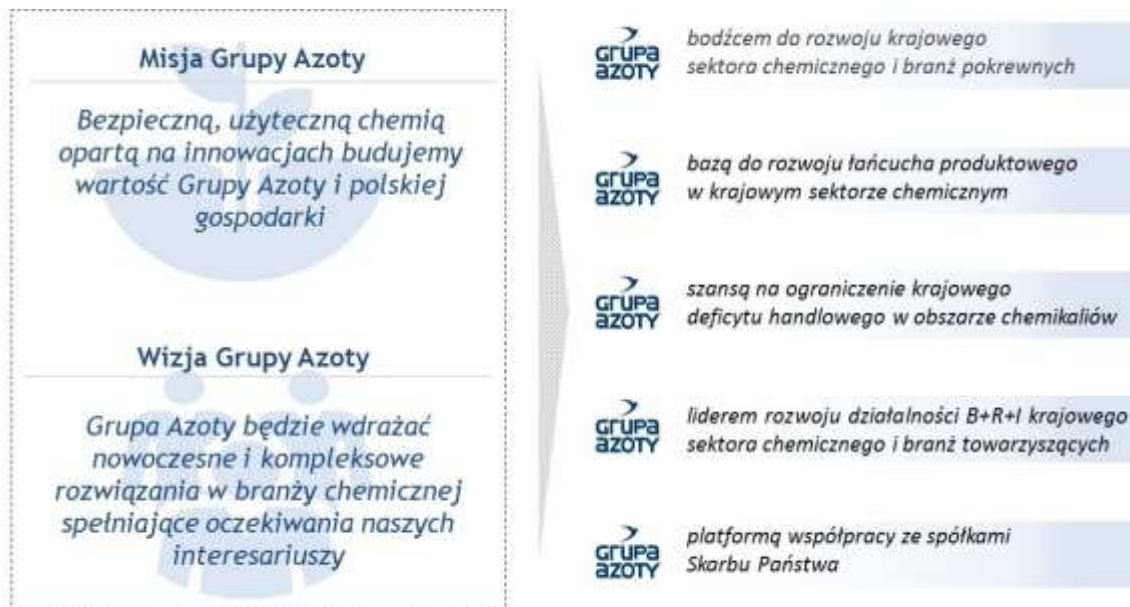 Misja Grupy Azoty
Bezpieczną, użyteczną chemią
opartą na innowacjach budujemy
wartość Grupy Azoty i polskiej
gospodarki
Wizja Grupy Azoty
Grupa Azoty będzie wdrażać
nowoczesne i kompleksowe
rozwiązania w branży chemicznej
spełniające oczekiwania naszych
interesariuszy
GRUPA
AZOTY
bodźcem do rozwoju krajowego
sektora chemicznego i branż pokrewnych
GRUPA
AZOTY
bazą do rozwoju łańcucha produktowego
w krajowym sektorze chemicznym
GRUPA
AZOTY
szansą na ograniczenie krajowego
deficytu handlowego w obszarze chemikaliów
GRUPA
AZOTY
liderem rozwoju działalności B+R+I krajowego
sektora chemicznego i branż towarzyszących
GRUPA
AZOTY
platformą współpracy ze spółkami
Skarbu Państwa